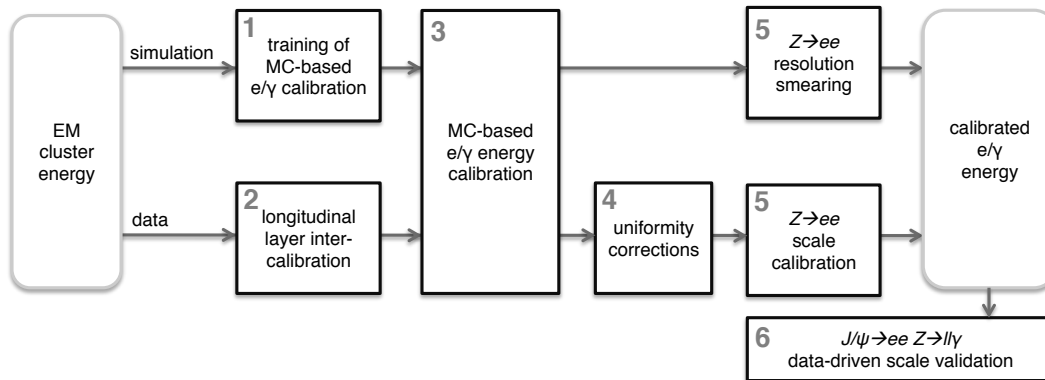 EM
cluster
energy
simulation
data
1
training of
MC-based
e/γ calibration
2
longitudinal
layer inter-
calibration
3
MC-based
e/γ energy
calibration
4
uniformity
corrections
5
Z→ee
resolution
smearing
5
Z→ee
scale
calibration
calibrated
e/γ
energy
6
J/ψ→ee Z→llγ
data-driven scale validation